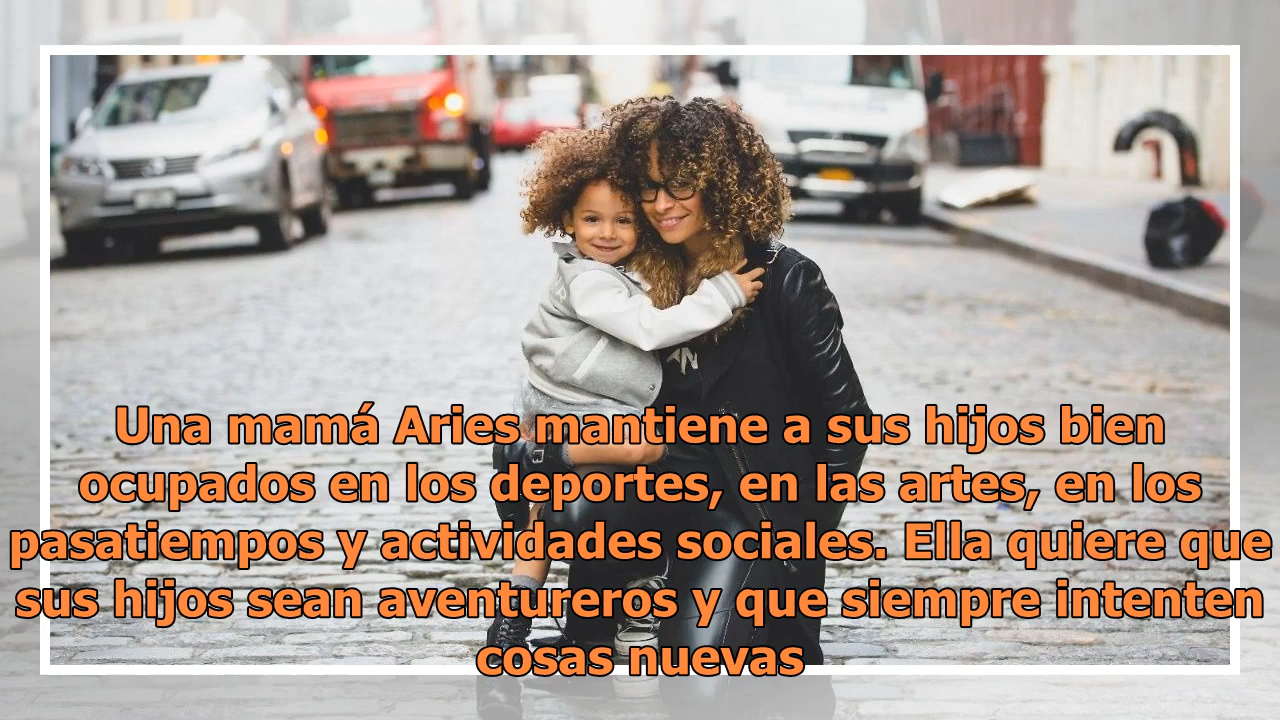 Una mamá Aries mantiene a sus hijos bien
ocupados en los deportes, en las artes, en los
pasatiempos y actividades sociales. Ella quiere que
sus hijos sean aventureros y que siempre intenten
cosas nuevas